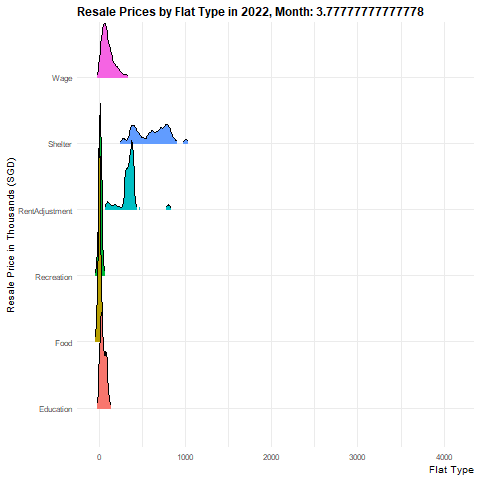 Resale Prices by Flat Type in 2022, Month: 3.77777777777778
Wage
Shelter
RentAdjustment
Recreation
Food
Education
Resale Price in Thousands (SGD)
0 1000 2000 3000 4000
Flat Type